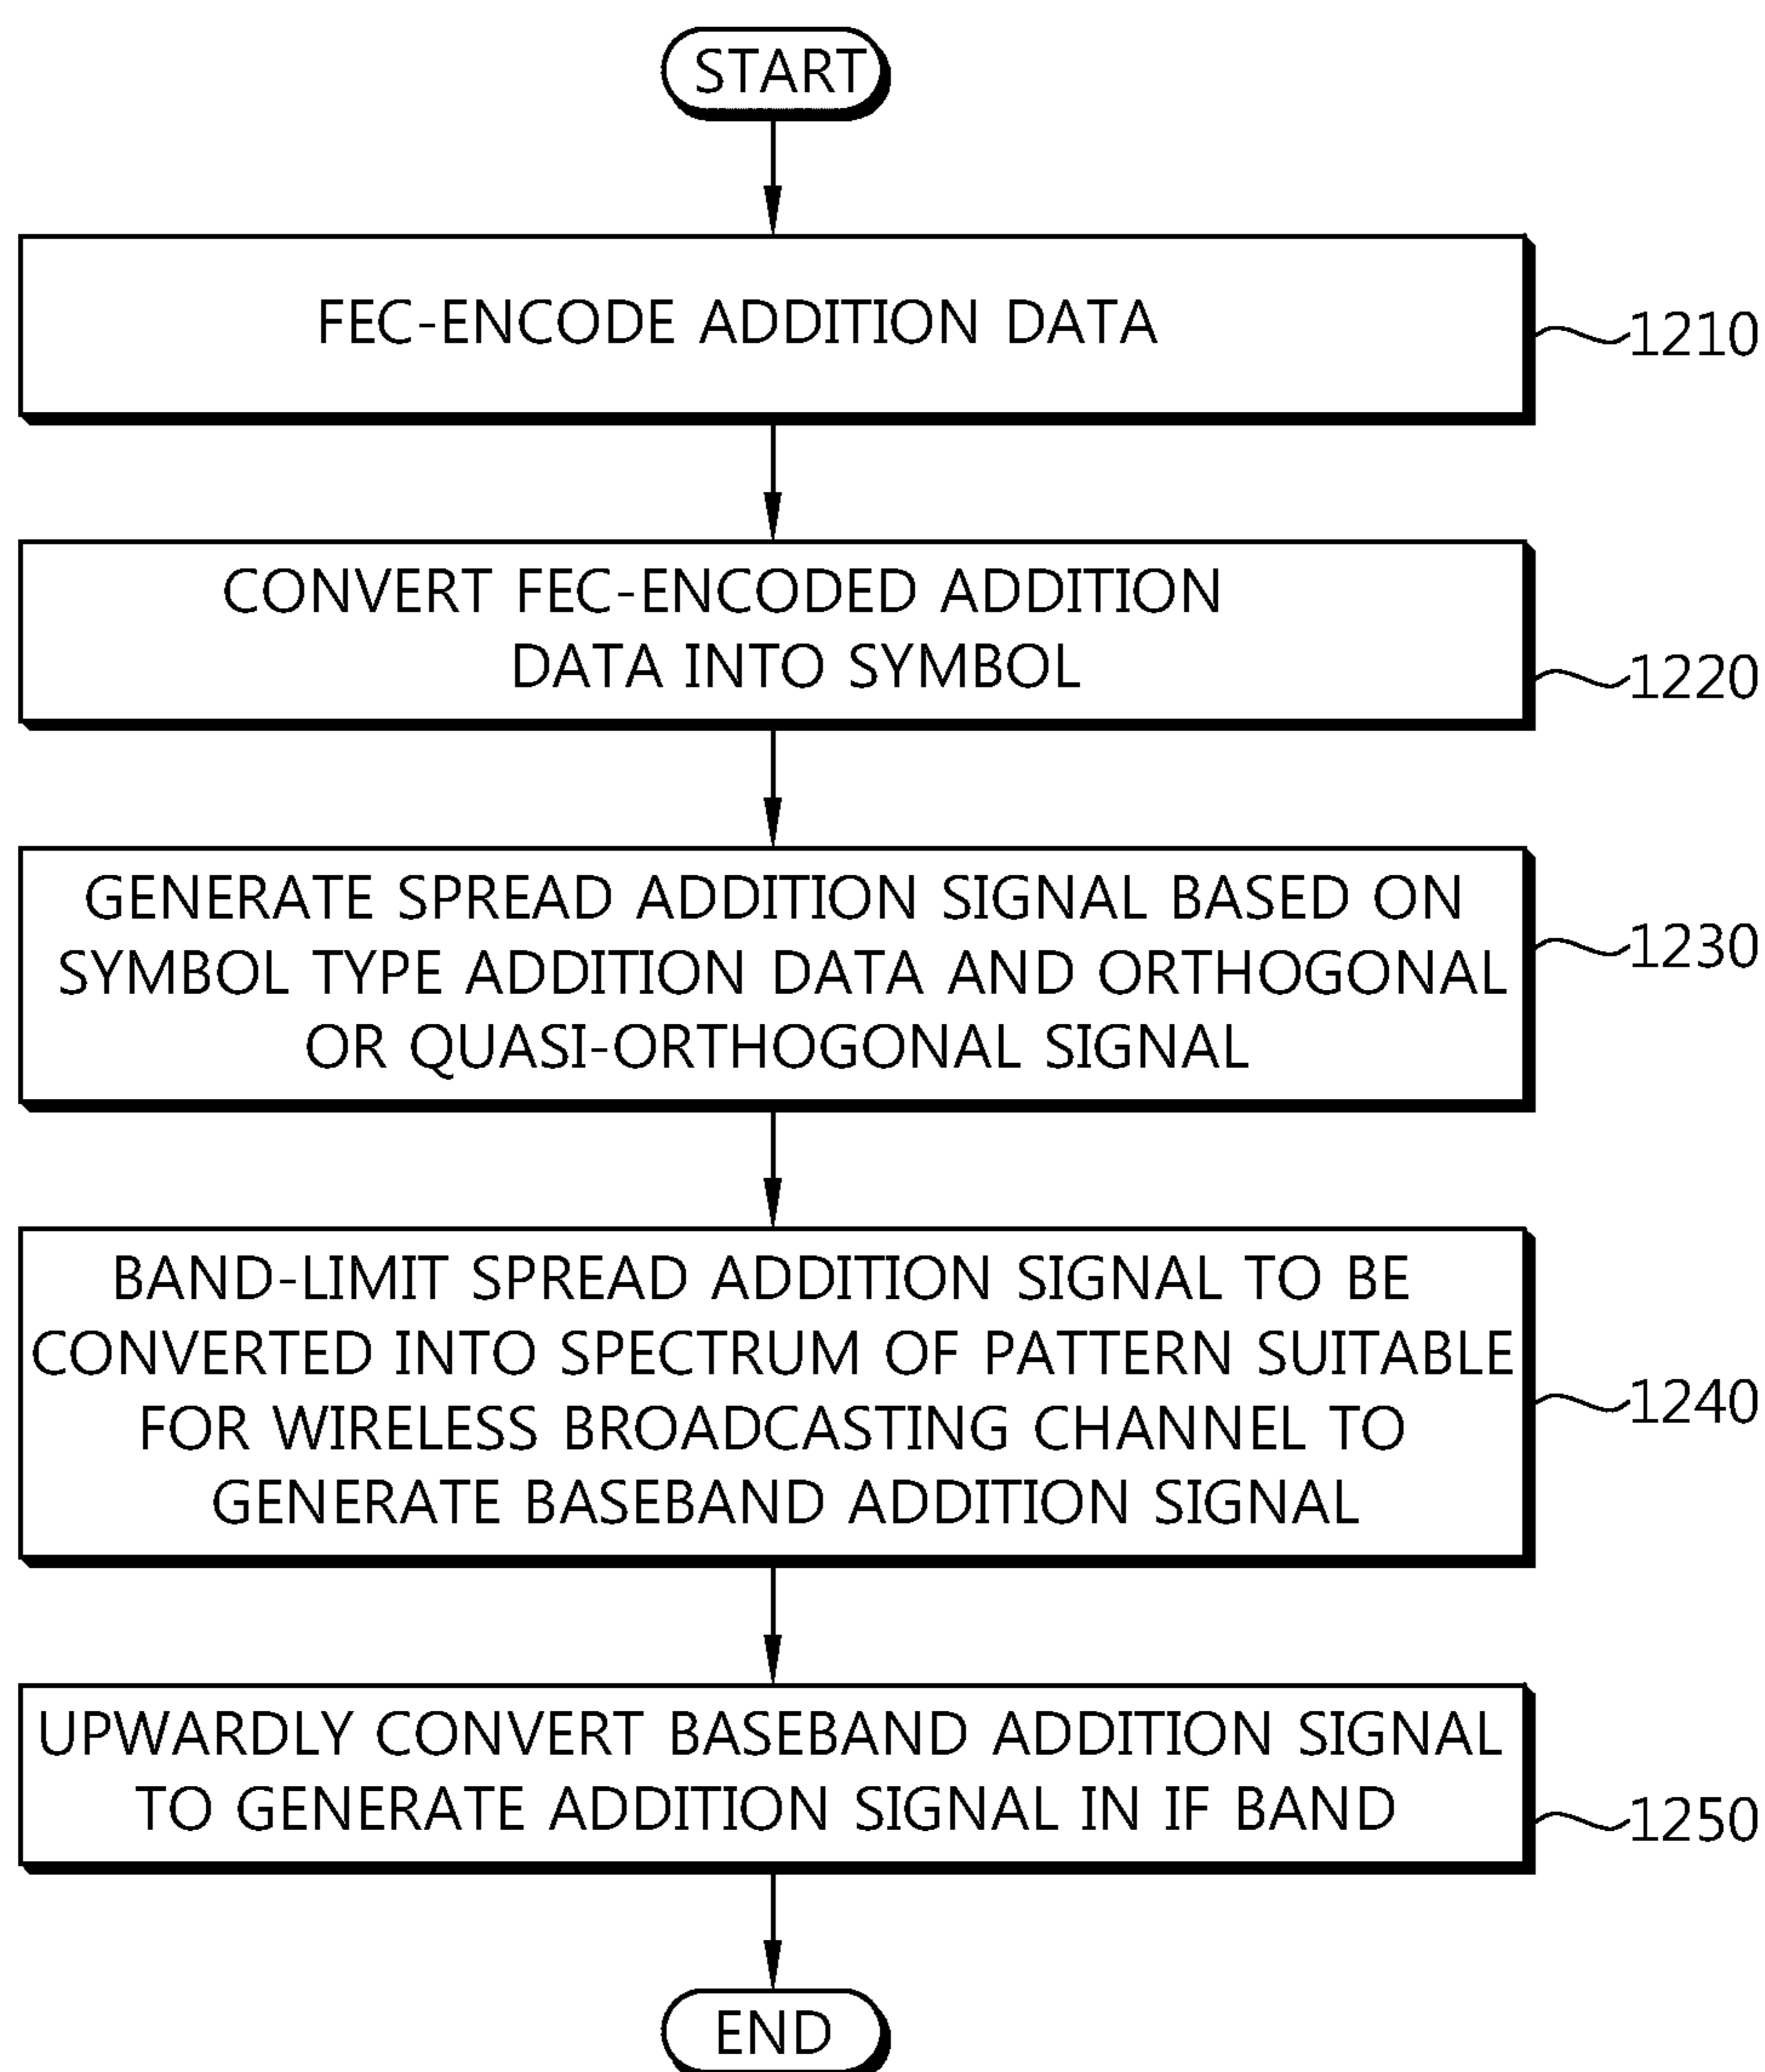 START
FEC-ENCODE ADDITION DATA
1210
CONVERT FEC-ENCODED ADDITION
DATA INTO SYMBOL
1220
GENERATE SPREAD ADDITION SIGNAL BASED ON
SYMBOL TYPE ADDITION DATA AND ORTHOGONAL
OR QUASI-ORTHOGONAL SIGNAL
1230
BAND-LIMIT SPREAD ADDITION SIGNAL TO BE
CONVERTED INTO SPECTRUM OF PATTERN SUITABLE
FOR WIRELESS BROADCASTING CHANNEL TO
GENERATE BASEBAND ADDITION SIGNAL
1240
UPWARDLY CONVERT BASEBAND ADDITION SIGNAL
TO GENERATE ADDITION SIGNAL IN IF BAND
1250
END